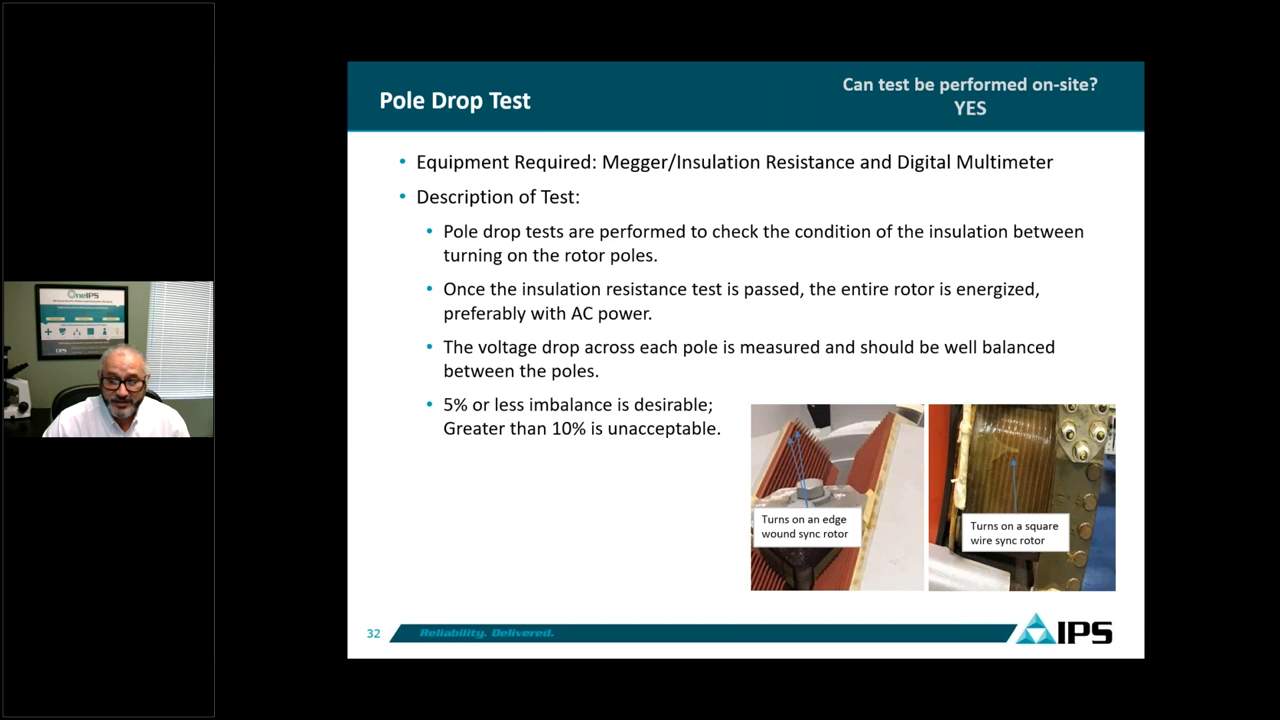 Pole Drop Test
Can test be performed on-site?
YES
• Equipment Required: Megger/Insulation Resistance and Digital Multimeter
• Description of Test:
• Pole drop tests are performed to check the condition of the insulation between
turning on the rotor poles.
• Once the insulation resistance test is passed, the entire rotor is energized,
preferably with AC power.
• The voltage drop across each pole is measured and should be well balanced
between the poles.
• 5% or less imbalance is desirable;
Greater than 10% is unacceptable.
Turns on an edge
wound sync rotor
Turns on a square
wire sync rotor
32
Reliability. Delivered.
IPS
OneIPS